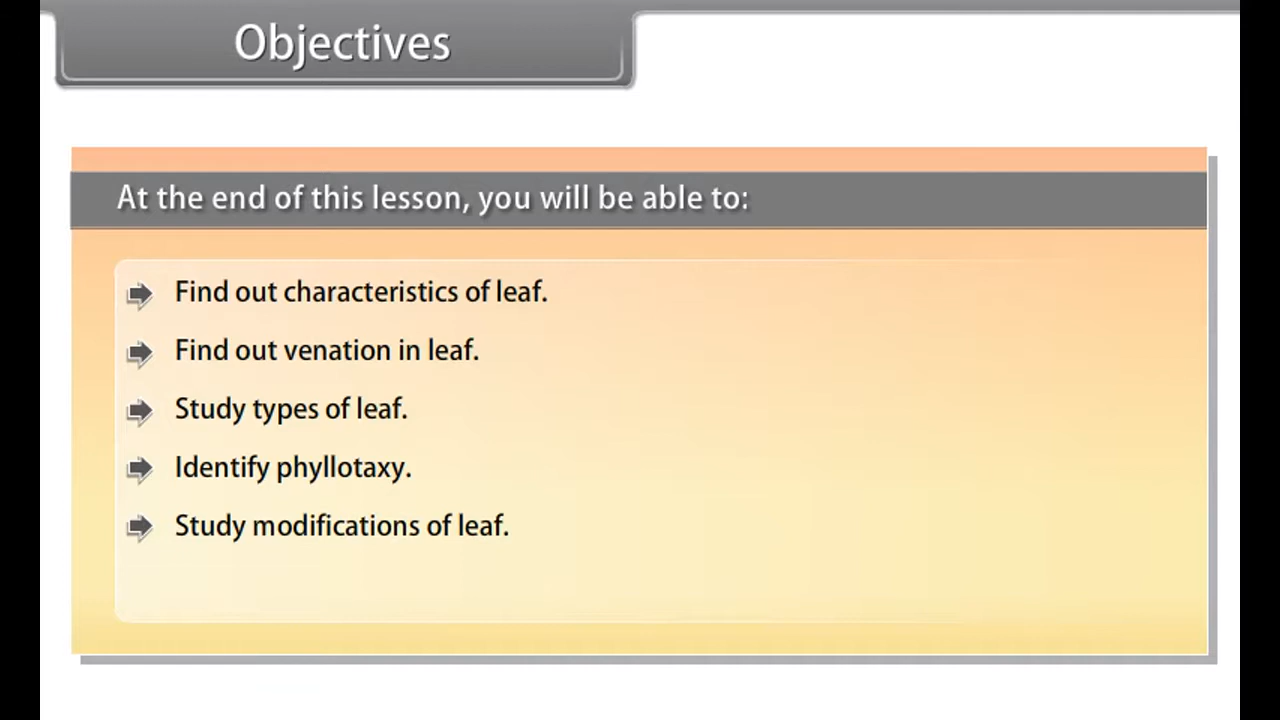 Objectives
At the end of this lesson, you will be able to:
Find out characteristics of leaf.
Find out venation in leaf.
Study types of leaf.
Identify phyllotaxy.
Study modifications of leaf.